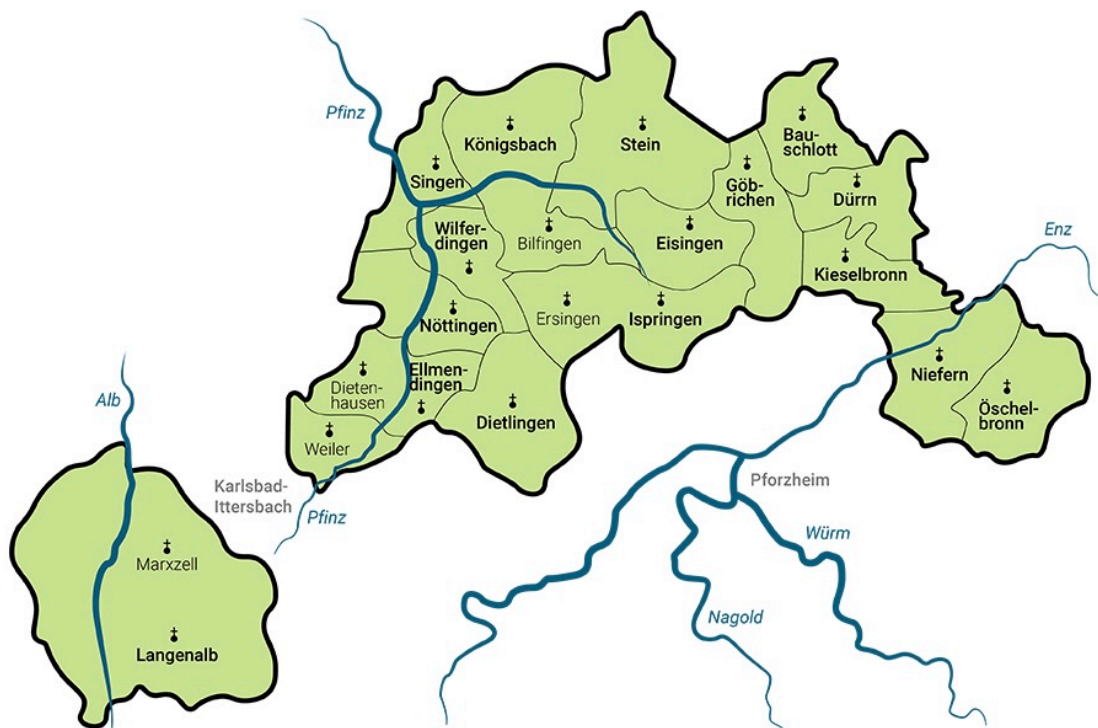 Pfinz
Königsbach
Stein
Bau-
schlott
Singen
Göb-
richen
Dürrn
Wilfer-
dingen
Bilfingen
Eisingen
Enz
Kieselbronn
Nöttingen
Ersingen
Ispringen
Dieten-
hausen
Ellmen-
dingen
Niefern
Alb
Dietlingen
Öschel-
bronn
Weiler
Karlsbad-
Ittersbach
Pfinz
Pforzheim
Würm
Marxzell
Nagold
Langenalb